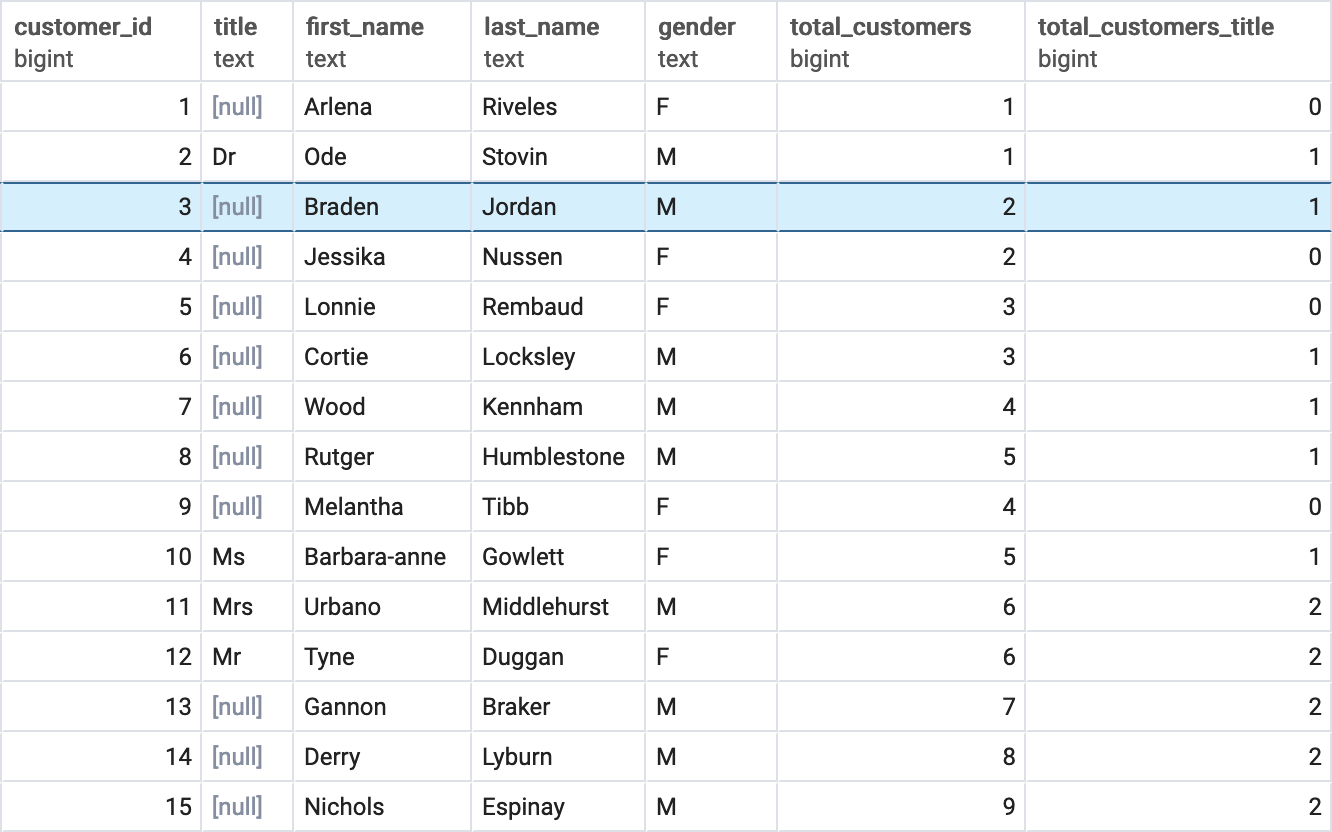 customer_id title first_name last_name gender total_customers total_customers_title
bigint text text text text bigint bigint
1 [null] Arlena Riveles F 1 0
2 Dr Ode Stovin M 1 1
3 [null] Braden Jordan M 2 1
4 [null] Jessika Nussen F 2 0
5 [null] Lonnie Rembaud F 3 0
6 [null] Cortie Locksley M 3 1
7 [null] Wood Kennham M 4 1
8 [null] Rutger Humblestone M 5 1
9 [null] Melantha Tibb F 4 0
10 Ms Barbara-anne Gowlett F 5 1
11 Mrs Urbano Middlehurst M 6 2
12 Mr Tyne Duggan F 6 2
13 [null] Gannon Braker M 7 2
14 [null] Derry Lyburn M 8 2
15 [null] Nichols Espinay M 9 2